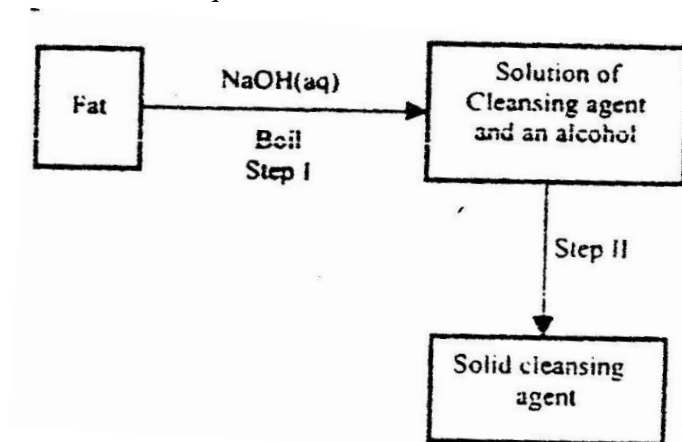 Fat
NaOH(aq)
Boil
Step I
Solution of
Cleansing agent
and an alcohol
Step II
Solid cleansing
agent